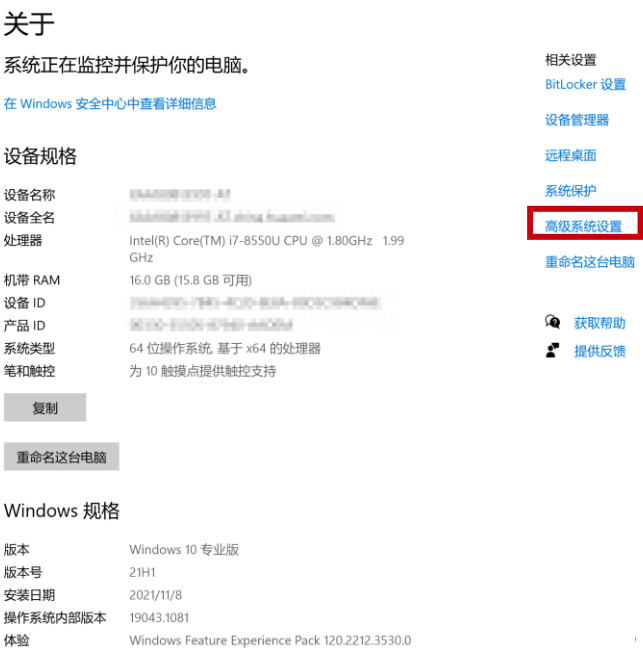 关于
系统正在监控并保护你的电脑。
在 Windows 安全中心中查看详细信息
设备规格
设备名称
设备全名
处理器 Intel(R) Core(TM) i7-8550U CPU @ 1.80GHz 1.99
GHz
机带 RAM 16.0 GB (15.8 GB 可用)
设备 ID
产品 ID
系统类型 64 位操作系统, 基于 x64 的处理器
笔和触控 为 10 触摸点提供触控支持
复制
重命名这台电脑
Windows 规格
版本 Windows 10 专业版
版本号 21H1
安装日期 2021/11/8
操作系统内部版本 19043.1081
体验 Windows Feature Experience Pack 120.2212.3530.0
相关设置
BitLocker 设置
设备管理器
远程桌面
系统保护
高级系统设置
重命名这台电脑
获取帮助
提供反馈